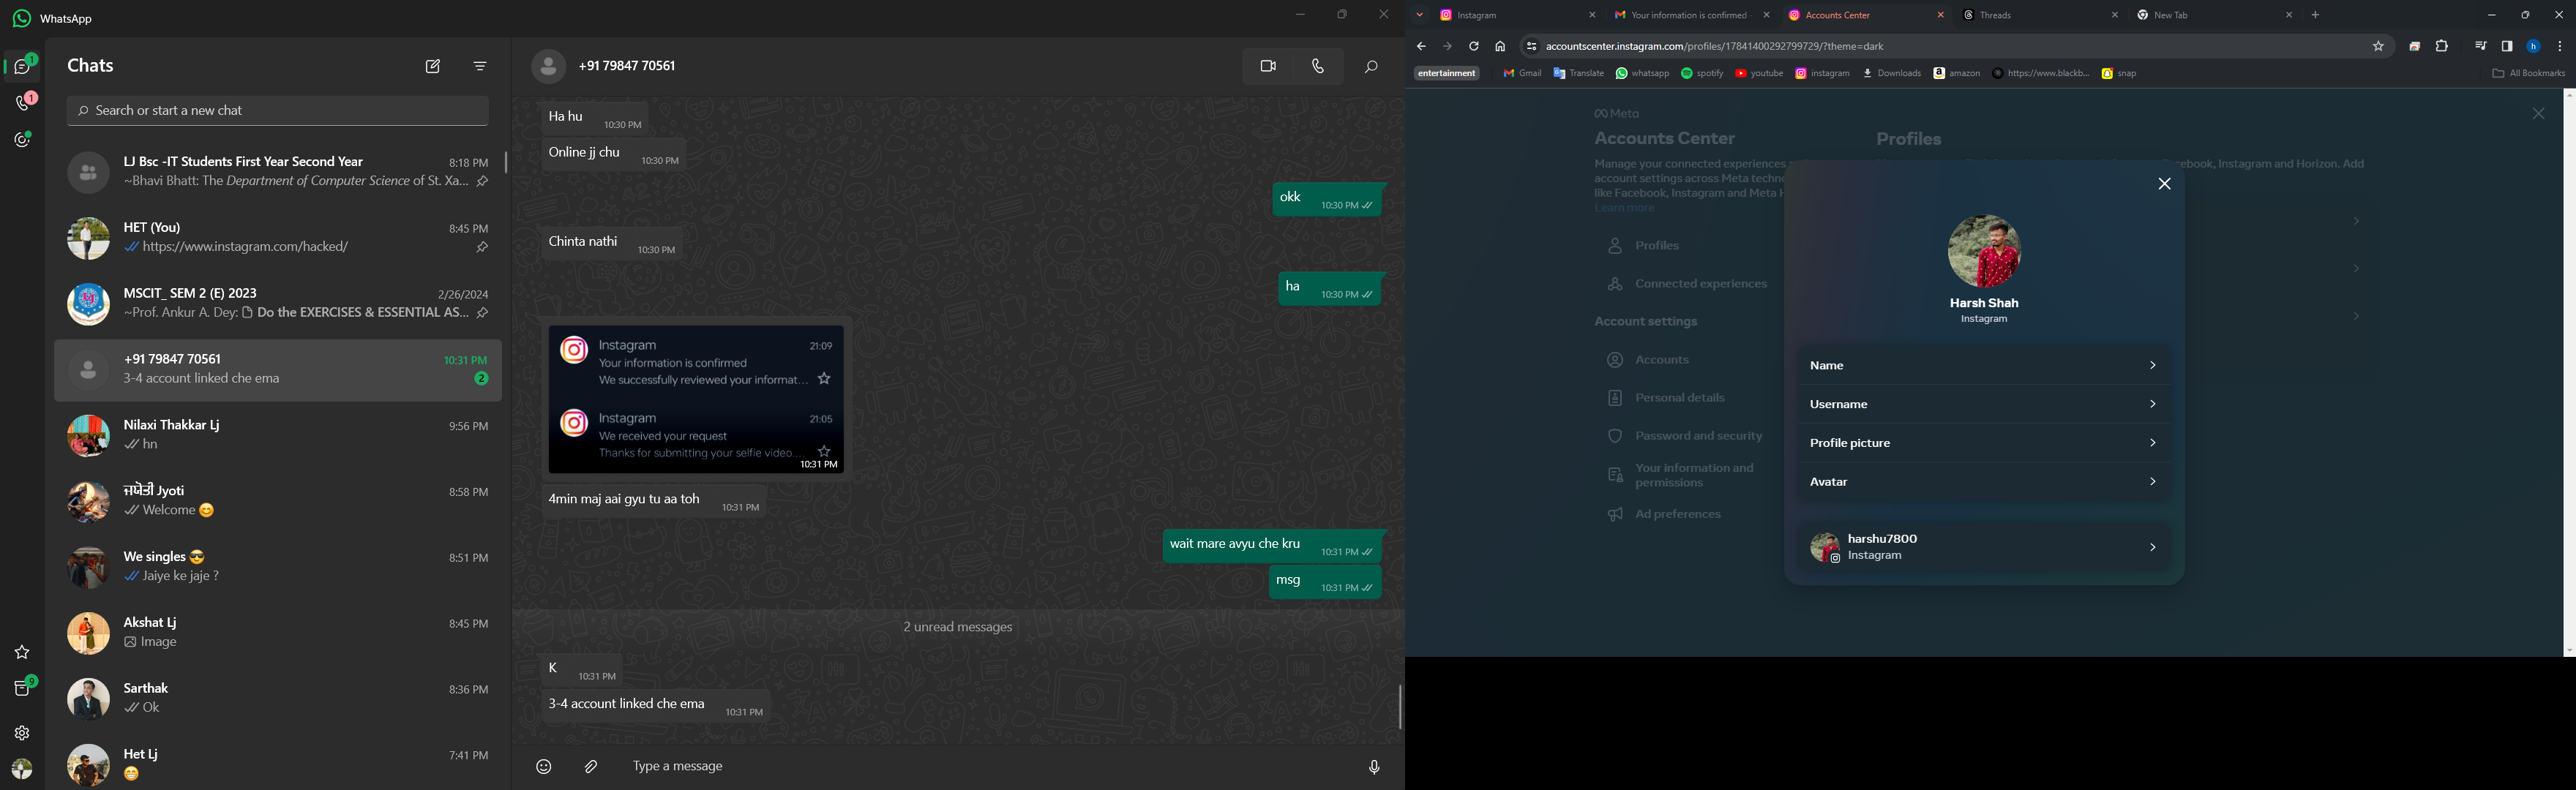 WhatsApp
1
1
Chats
Search or start a new chat
LJ Bsc -IT Students First Year Second Year
8:18 PM
~Bhavi Bhatt: The Department of Computer Science of St. Xa...
HET (You)
8:45 PM
https://www.instagram.com/hacked/
MSCIT_ SEM 2 (E) 2023
2/26/2024
~Prof. Ankur A. Dey: Do the EXERCISES & ESSENTIAL AS...
+91 79847 70561
10:31 PM
3-4 account linked che ema
2
Nilaxi Thakkar Lj
9:56 PM
hn
ਜਯੋਤੀ Jyoti
8:58 PM
Welcome 😊
We singles 😎
8:51 PM
Jaiye ke jaje ?
Akshat Lj
8:45 PM
Image
Sarthak
8:36 PM
Ok
Het Lj
7:41 PM
😁
9
+91 79847 70561
Ha hu
10:30 PM
Online jj chu
10:30 PM
okk
10:30 PM
Chinta nathi
10:30 PM
ha
10:30 PM
Instagram
21:09
Your information is confirmed
We successfully reviewed your informat...
Instagram
21:05
We received your request
Thanks for submitting your selfie video....
10:31 PM
4min maj aai gyu tu aa toh
10:31 PM
wait mare avyu che kru
10:31 PM
msg
10:31 PM
2 unread messages
K
10:31 PM
3-4 account linked che ema
10:31 PM
Type a message
Instagram
Your information is confirmed
Accounts Center
Threads
New Tab
accountscenter.instagram.com/profiles/17841400292799729/?theme=dark
h
entertainment
Gmail
Translate
whatsapp
spotify
youtube
instagram
Downloads
amazon
https://www.blackb...
snap
All Bookmarks
Meta
Accounts Center
Manage your connected experiences
account settings across Meta techn
like Facebook, Instagram and Meta H
Learn more
Profiles
Connected experiences
Account settings
Accounts
Personal details
Password and security
Your information and
permissions
Ad preferences
Profiles
cebook, Instagram and Horizon. Add
Harsh Shah
Instagram
Name
Username
Profile picture
Avatar
harshu7800
Instagram